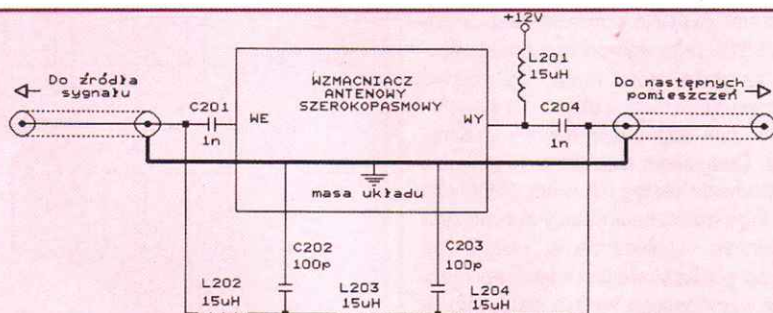 +12V
Do źródła
sygnału
C201
1n
WE
WZMACNIACZ
ANTENOWY
SZEROKOPASMOWY
WY
L201
15uH
C204
1n
Do następnych
pomieszczeń
masa układu
C202
100p
C203
100p
L202
15uH
L203
15uH
L204
15uH